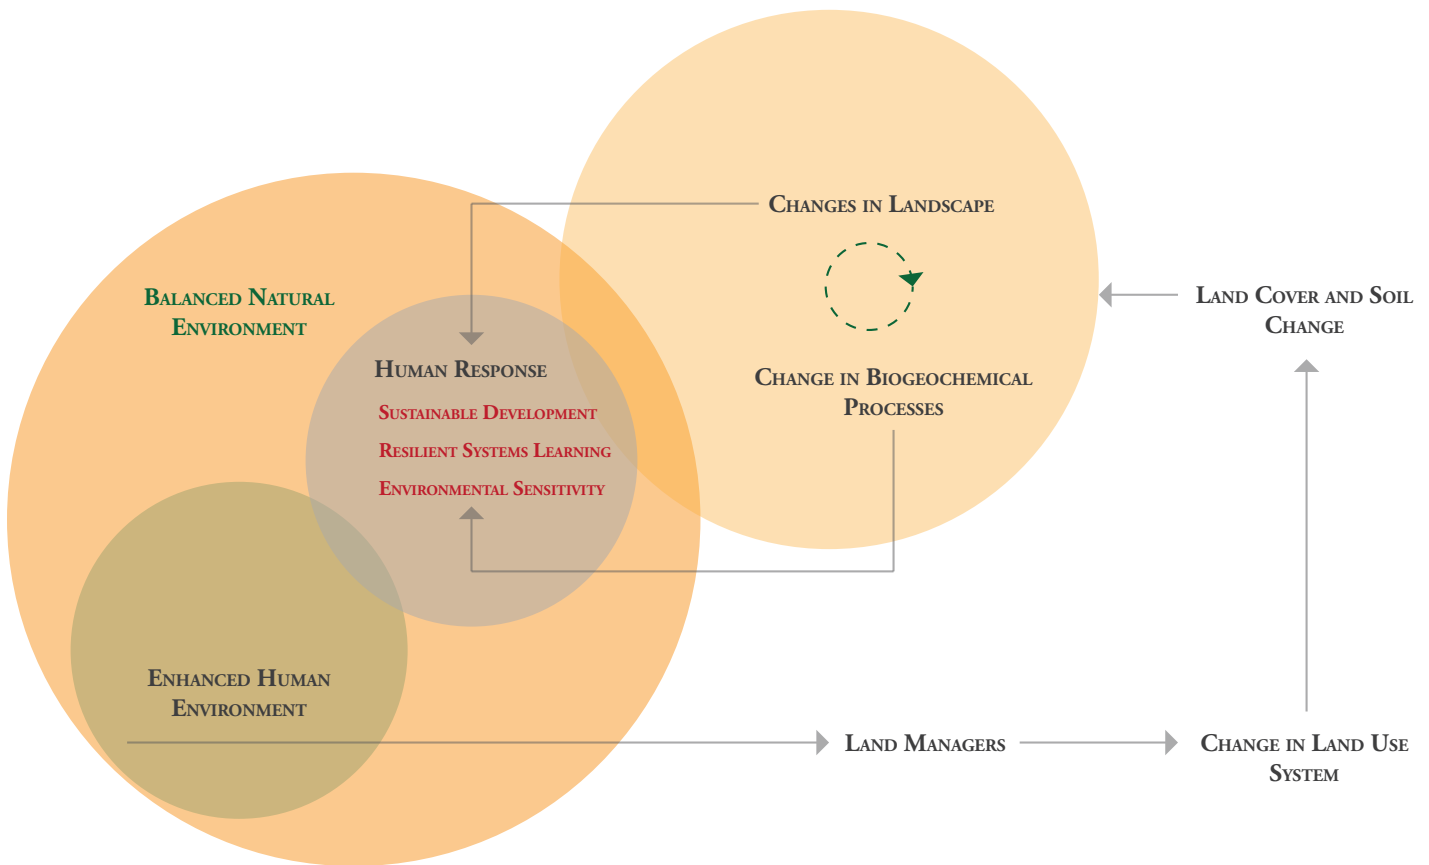 Changes in Landscape
Balanced Natural
Environment
Land Cover and Soil
Change
Human Response
Change in Biogeochemical
Processes
Sustainable Development
Resilient Systems Learning
Environmental Sensitivity
Enhanced Human
Environment
Land Managers
Change in Land Use
System